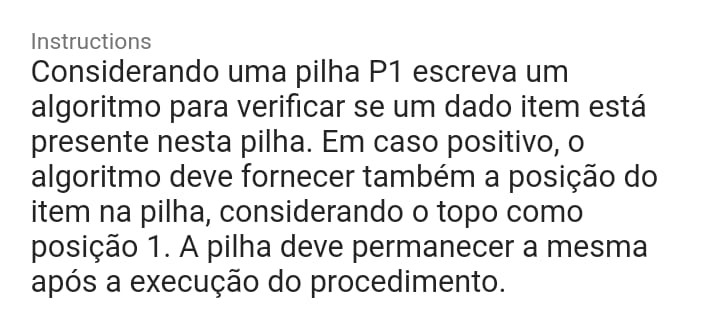 Instructions
Considerando uma pilha P1 escreva um
algoritmo para verificar se um dado item está
presente nesta pilha. Em caso positivo, o
algoritmo deve fornecer também a posição do
item na pilha, considerando o topo como
posição 1. A pilha deve permanecer a mesma
após a execução do procedimento.